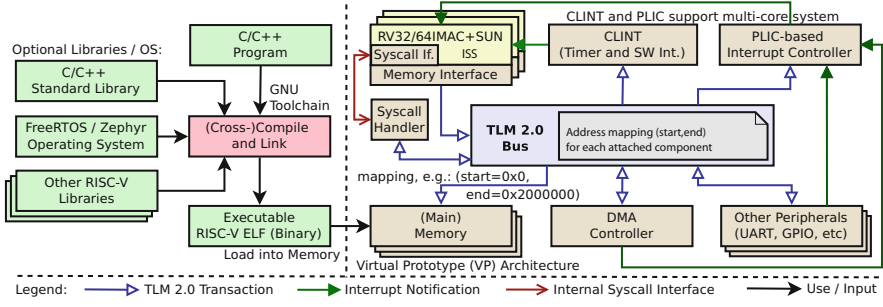 Optional Libraries / OS:
C/C++
Standard Library
FreeRTOS / Zephyr
Operating System
Other RISC-V
Libraries
C/C++
Program
GNU
Toolchain
(Cross-)Compile
and Link
Executable
RISC-V ELF (Binary)
Load into Memory
RV32/64IMAC+SUN
Syscall If.
ISS
Memory Interface
Syscall
Handler
CLINT and PLIC support multi-core system
CLINT
(Timer and SW Int.)
PLIC-based
Interrupt Controller
TLM 2.0
Bus
Address mapping (start,end)
for each attached component
mapping, e.g.: (start=0x0,
end=0x2000000)
(Main)
Memory
DMA
Controller
Other Peripherals
(UART, GPIO, etc)
Virtual Prototype (VP) Architecture
Legend:
TLM 2.0 Transaction
Interrupt Notification
Internal Syscall Interface
Use / Input